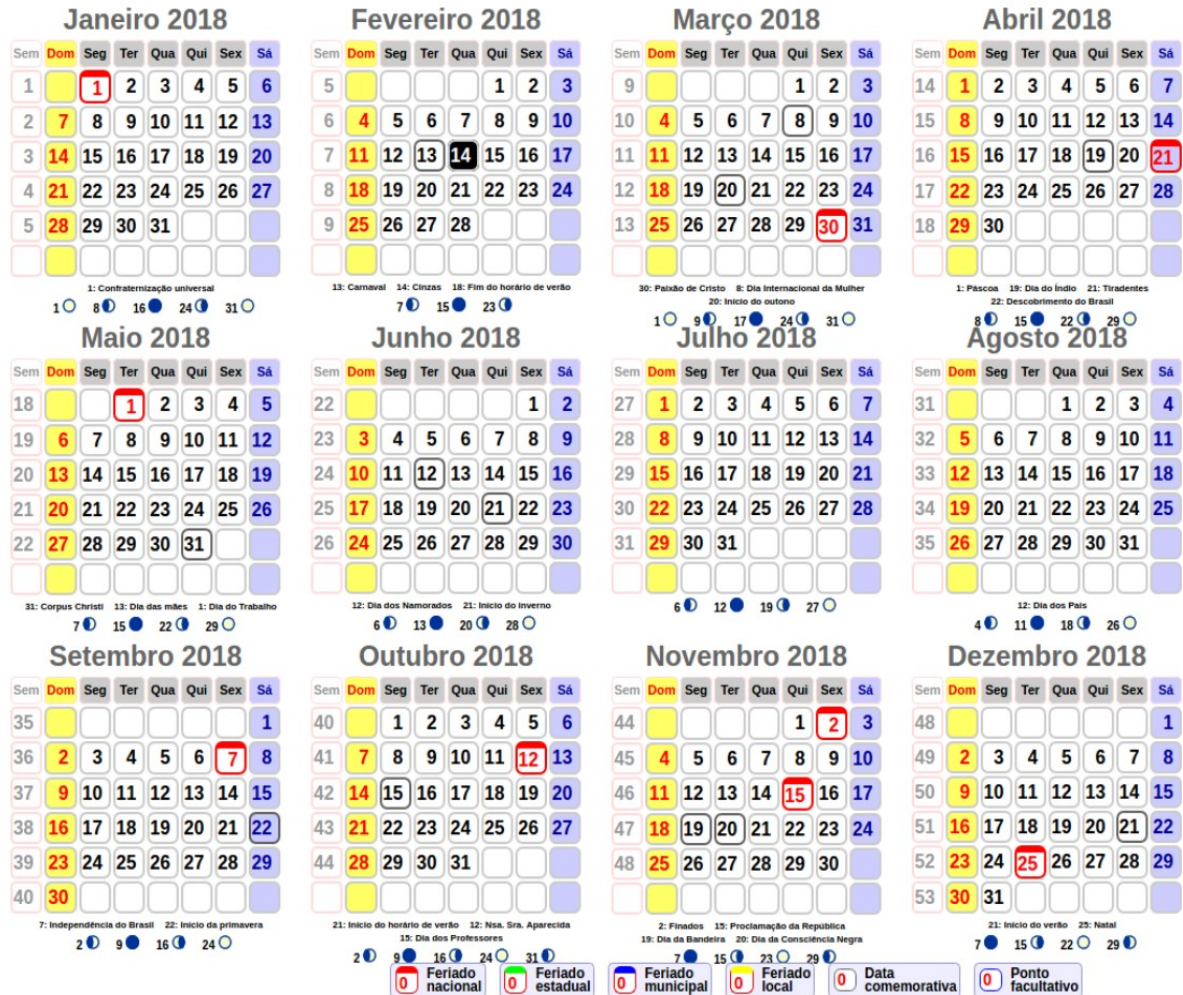 Janeiro 2018 Fevereiro 2018 Março 2018 Abril 2018
Sem Dom Seg Ter Qua Qui Sex Sá Sem Dom Seg Ter Qua Qui Sex Sá Sem Dom Seg Ter Qua Qui Sex Sá Sem Dom Seg Ter Qua Qui Sex Sá
1 1 2 3 4 5 6 5 1 2 3 9 1 2 3 14 1 2 3 4 5 6 7
2 7 8 9 10 11 12 13 6 4 5 6 7 8 9 10 10 4 5 6 7 8 9 10 15 8 9 10 11 12 13 14
3 14 15 16 17 18 19 20 7 11 12 13 14 15 16 17 11 11 12 13 14 15 16 17 16 15 16 17 18 19 20 21
4 21 22 23 24 25 26 27 8 18 19 20 21 22 23 24 12 18 19 20 21 22 23 24 17 22 23 24 25 26 27 28
5 28 29 30 31 9 25 26 27 28 13 25 26 27 28 29 30 31 18 29 30
1: Confraternização universal 13: Carnaval 14: Cinzas 18: Fim do horário de verão 30: Paixão de Cristo 8: Dia Internacional da Mulher 1: Páscoa 19: Dia do Índio 21: Tiradentes
20: Início do outono 22: Descobrimento do Brasil
1 8 16 24 31 7 15 23 1 9 17 24 31 8 15 22 29
Maio 2018 Junho 2018 Julho 2018 Agosto 2018
Sem Dom Seg Ter Qua Qui Sex Sá Sem Dom Seg Ter Qua Qui Sex Sá Sem Dom Seg Ter Qua Qui Sex Sá Sem Dom Seg Ter Qua Qui Sex Sá
18 1 2 3 4 5 22 1 2 27 1 2 3 4 5 6 7 31 1 2 3 4
19 6 7 8 9 10 11 12 23 3 4 5 6 7 8 9 28 8 9 10 11 12 13 14 32 5 6 7 8 9 10 11
20 13 14 15 16 17 18 19 24 10 11 12 13 14 15 16 29 15 16 17 18 19 20 21 33 12 13 14 15 16 17 18
21 20 21 22 23 24 25 26 25 17 18 19 20 21 22 23 30 22 23 24 25 26 27 28 34 19 20 21 22 23 24 25
22 27 28 29 30 31 26 24 25 26 27 28 29 30 31 29 30 31 35 26 27 28 29 30 31
31: Corpus Christi 13: Dia das mães 1: Dia do Trabalho 12: Dia dos Namorados 21: Início do inverno 12: Dia dos Pais
7 15 22 29 6 13 20 28 6 12 19 27 4 11 18 26
Setembro 2018 Outubro 2018 Novembro 2018 Dezembro 2018
Sem Dom Seg Ter Qua Qui Sex Sá Sem Dom Seg Ter Qua Qui Sex Sá Sem Dom Seg Ter Qua Qui Sex Sá Sem Dom Seg Ter Qua Qui Sex Sá
35 1 40 1 2 3 4 5 6 44 1 2 3 48 1
36 2 3 4 5 6 7 8 41 7 8 9 10 11 12 13 45 4 5 6 7 8 9 10 49 2 3 4 5 6 7 8
37 9 10 11 12 13 14 15 42 14 15 16 17 18 19 20 46 11 12 13 14 15 16 17 50 9 10 11 12 13 14 15
38 16 17 18 19 20 21 22 43 21 22 23 24 25 26 27 47 18 19 20 21 22 23 24 51 16 17 18 19 20 21 22
39 23 24 25 26 27 28 29 44 28 29 30 31 48 25 26 27 28 29 30 52 23 24 25 26 27 28 29
40 30 53 30 31
7: Independência do Brasil 22: Início da primavera 21: Início do horário de verão 12: Nsa. Sra. Aparecida 2: Finados 15: Proclamação da República 21: Início do verão 25: Natal
15: Dia dos Professores 19: Dia da Bandeira 20: Dia da Consciência Negra
2 9 16 24 2 9 16 24 31 7 15 23 29 7 15 22 29
0 Feriado nacional 0 Feriado estadual 0 Feriado municipal 0 Feriado local 0 Data comemorativa 0 Ponto facultativo